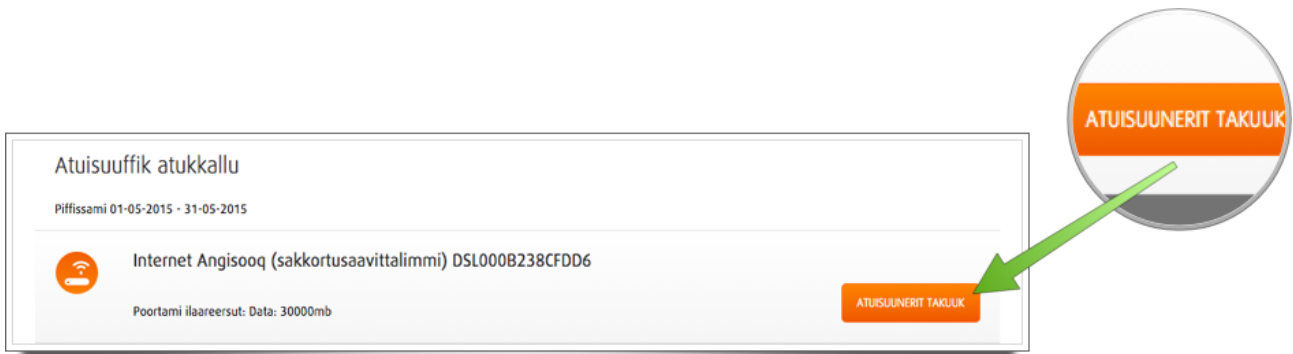 ATUISUUNERIT TAKUUK
Atuisuuffik atukkallu
Piffissami 01-05-2015 - 31-05-2015
Internet Angisooq (sakkortusaavittalimmi) DSL000B238CFDD6
Poortami ilaareersut: Data: 30000mb
ATUISUUNERIT TAKUUK